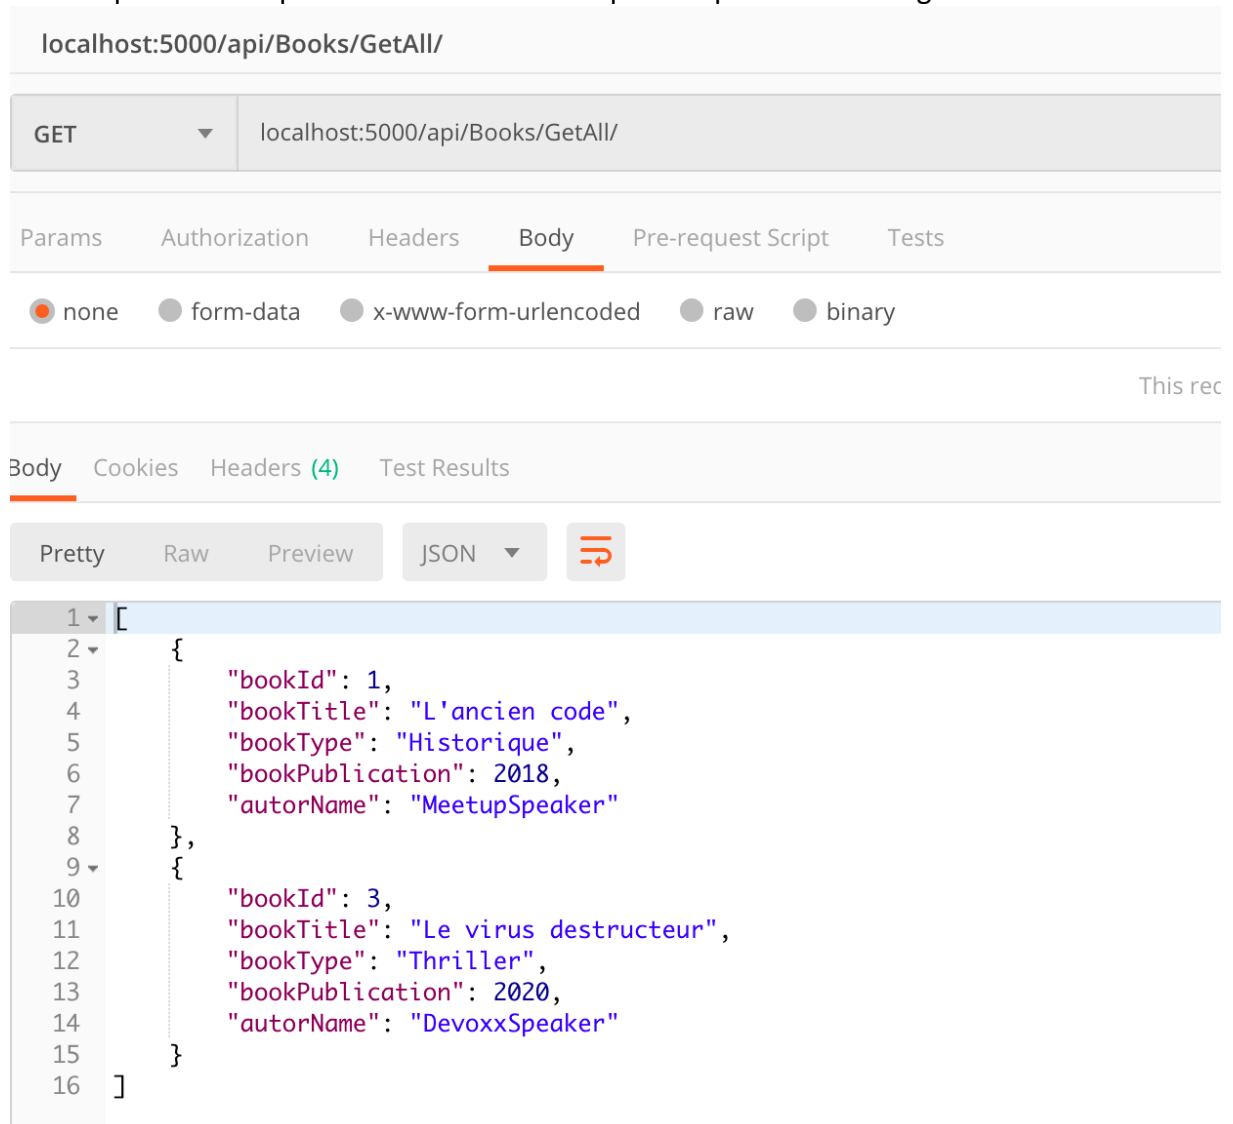 localhost:5000/api/Books/GetAll/
GET localhost:5000/api/Books/GetAll/
Params Authorization Headers Body Pre-request Script Tests
none form-data x-www-form-urlencoded raw binary
This
Body Cookies Headers (4) Test Results
Pretty Raw Preview JSON
1 [
2 {
3 "bookId": 1,
4 "bookTitle": "L'ancien code",
5 "bookType": "Historique",
6 "bookPublication": 2018,
7 "autorName": "MeetupSpeaker"
8 },
9 {
10 "bookId": 3,
11 "bookTitle": "Le virus destructeur",
12 "bookType": "Thriller",
13 "bookPublication": 2020,
14 "autorName": "DevoxxSpeaker"
15 }
16 ]